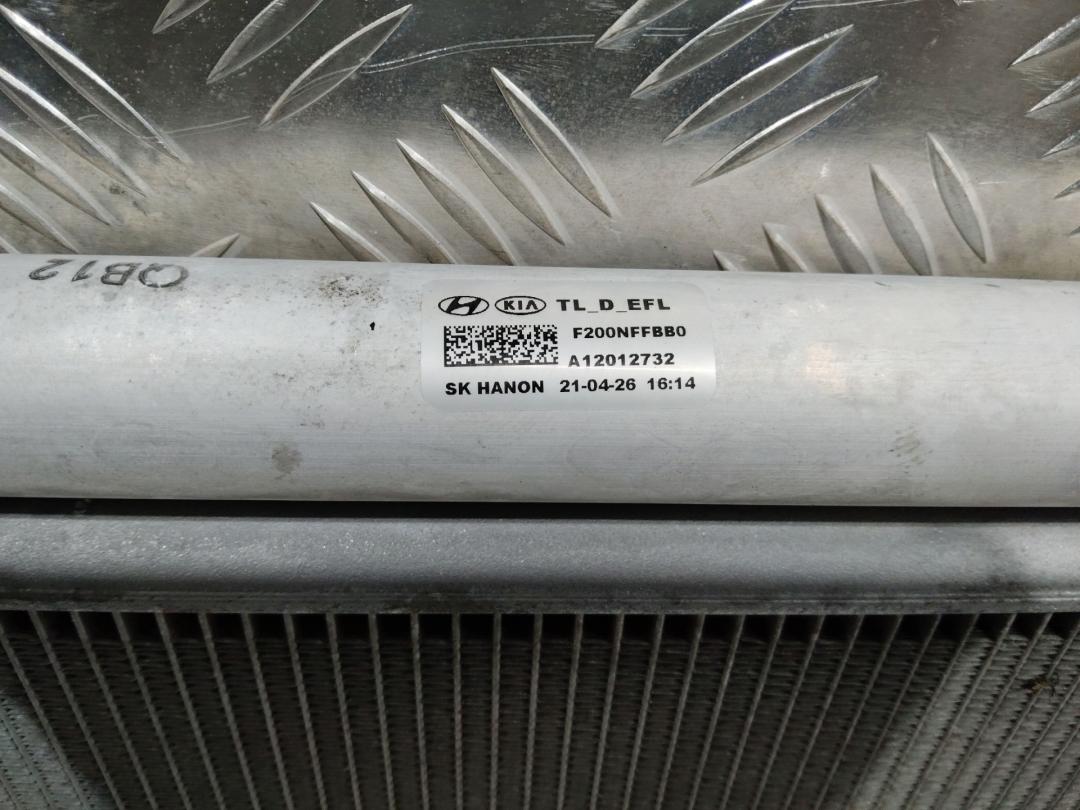 KIA TL_D_EFL
F200NFFBB0
A12012732
SK HANON 21-04-26 16:14
QB12